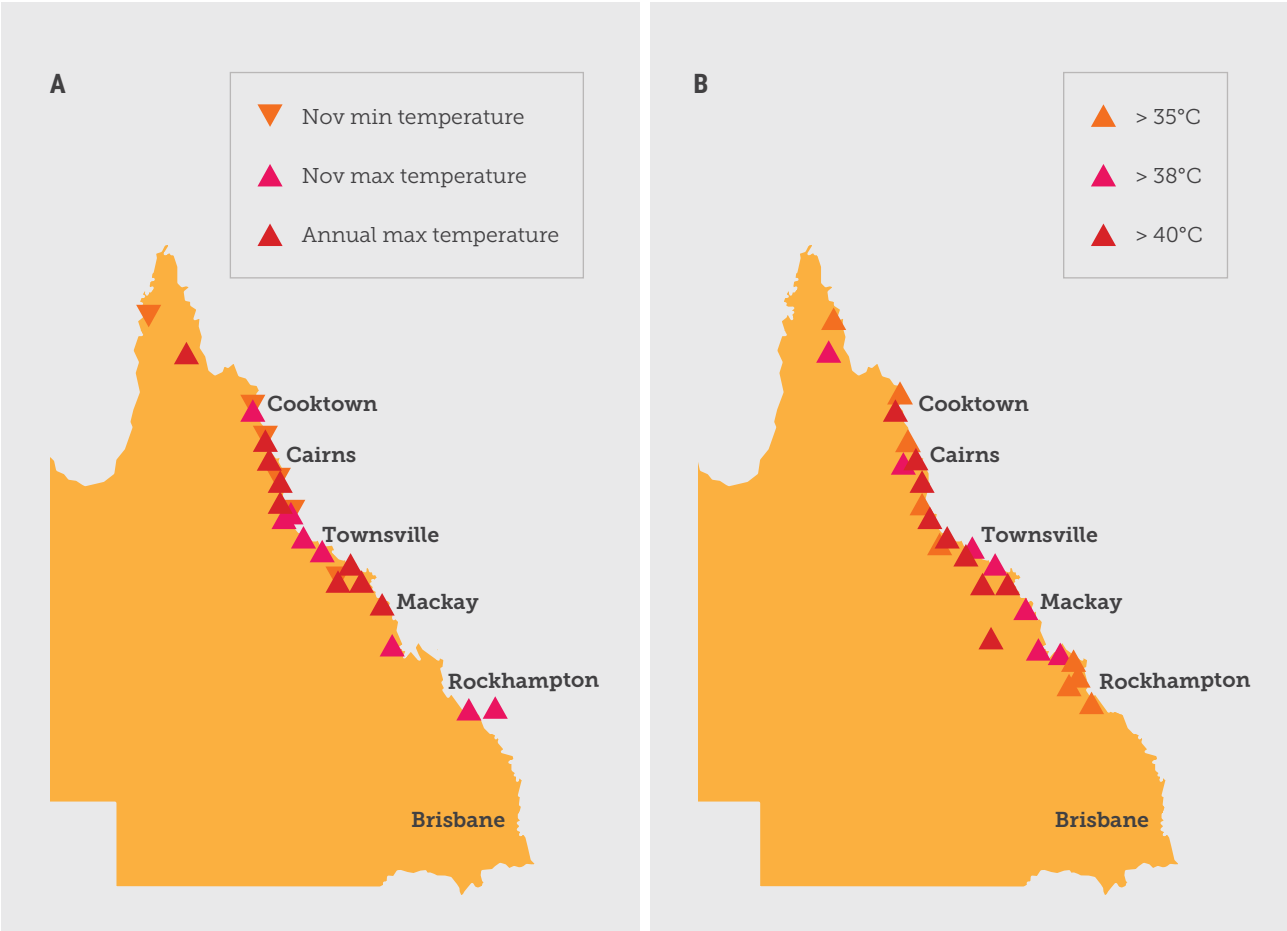 A
Nov min temperature
Nov max temperature
Annual max temperature
Cooktown
Cairns
Townsville
Mackay
Rockhampton
Brisbane
B
> 35°C
> 38°C
> 40°C
Cooktown
Cairns
Townsville
Mackay
Rockhampton
Brisbane